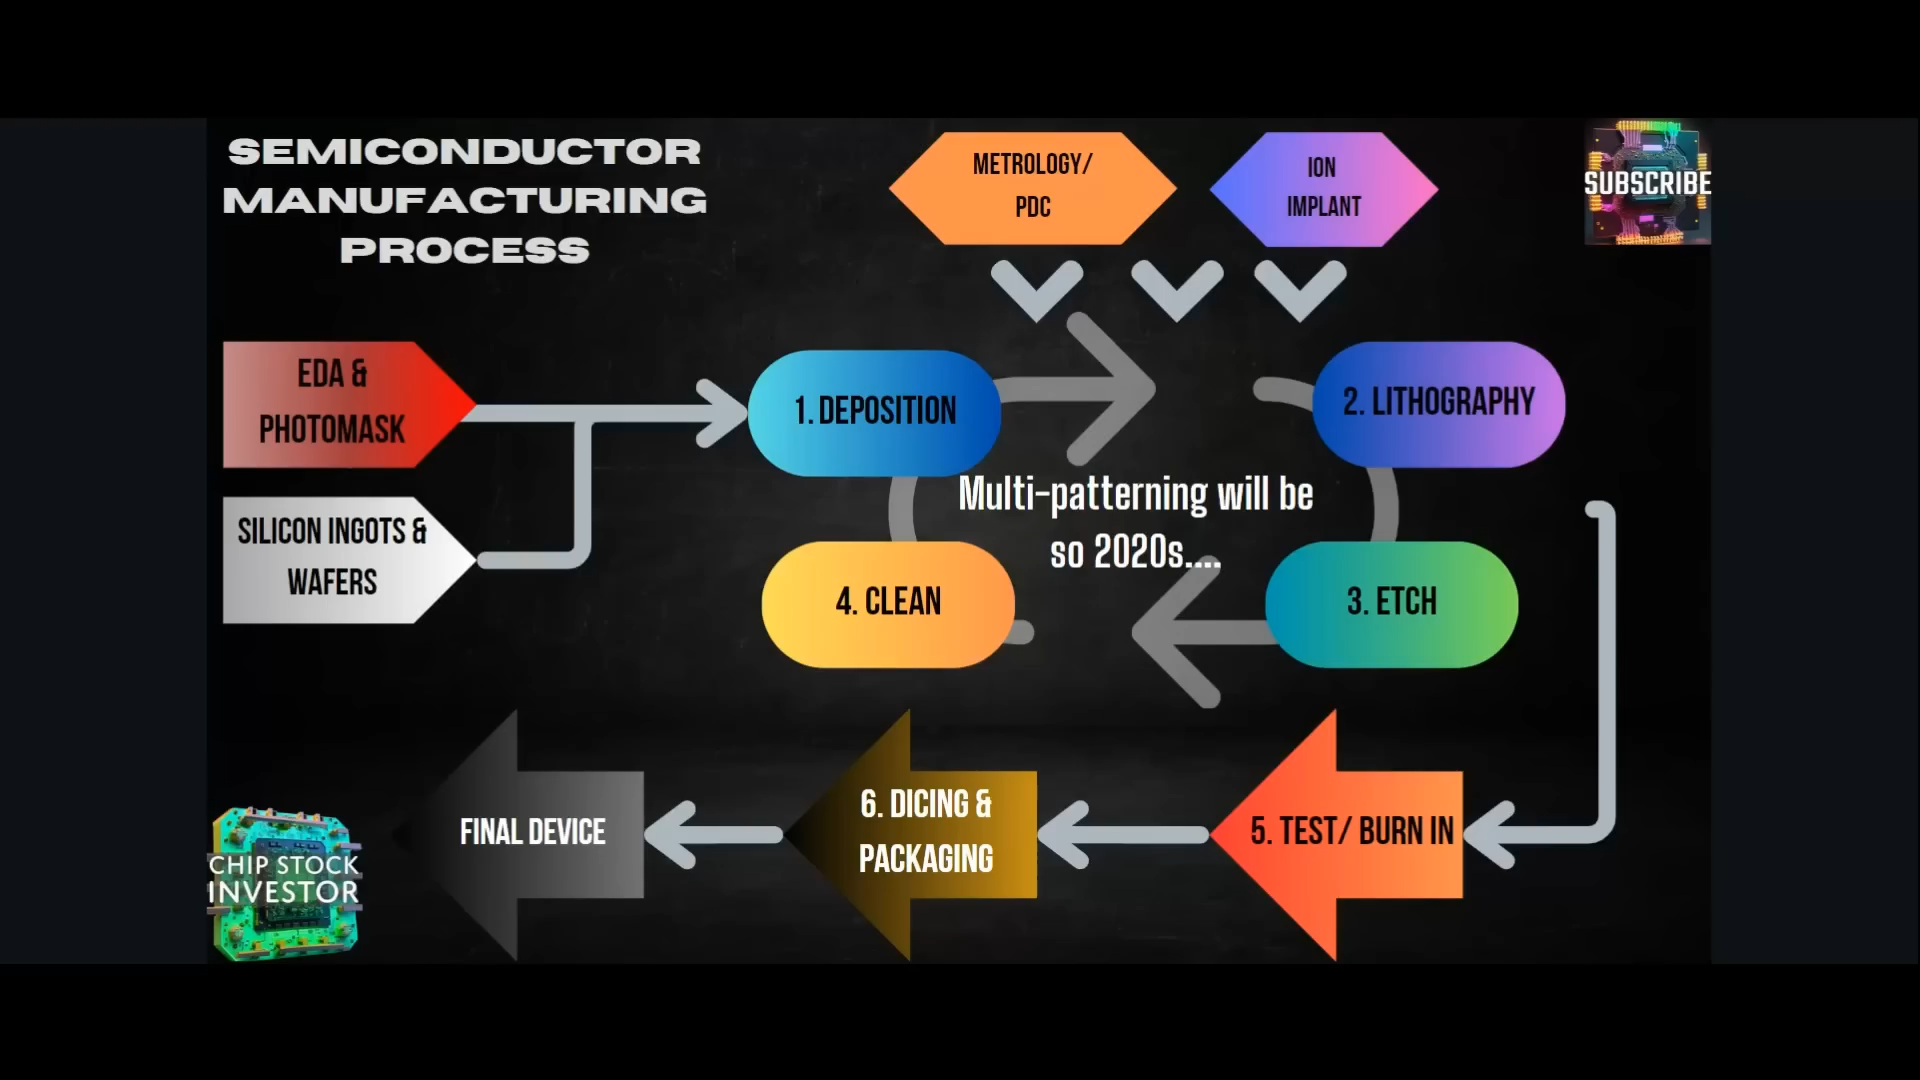 SEMICONDUCTOR
MANUFACTURING
PROCESS
METROLOGY/
PDC
ION
IMPLANT
SUBSCRIBE
EDA &
PHOTOMASK
1. DEPOSITION
2. LITHOGRAPHY
Multi-patterning will be
so 2020s....
SILICON INGOTS &
WAFERS
4. CLEAN
3. ETCH
FINAL DEVICE
6. DICING &
PACKAGING
5. TEST/ BURN IN
CHIP STOCK
INVESTOR